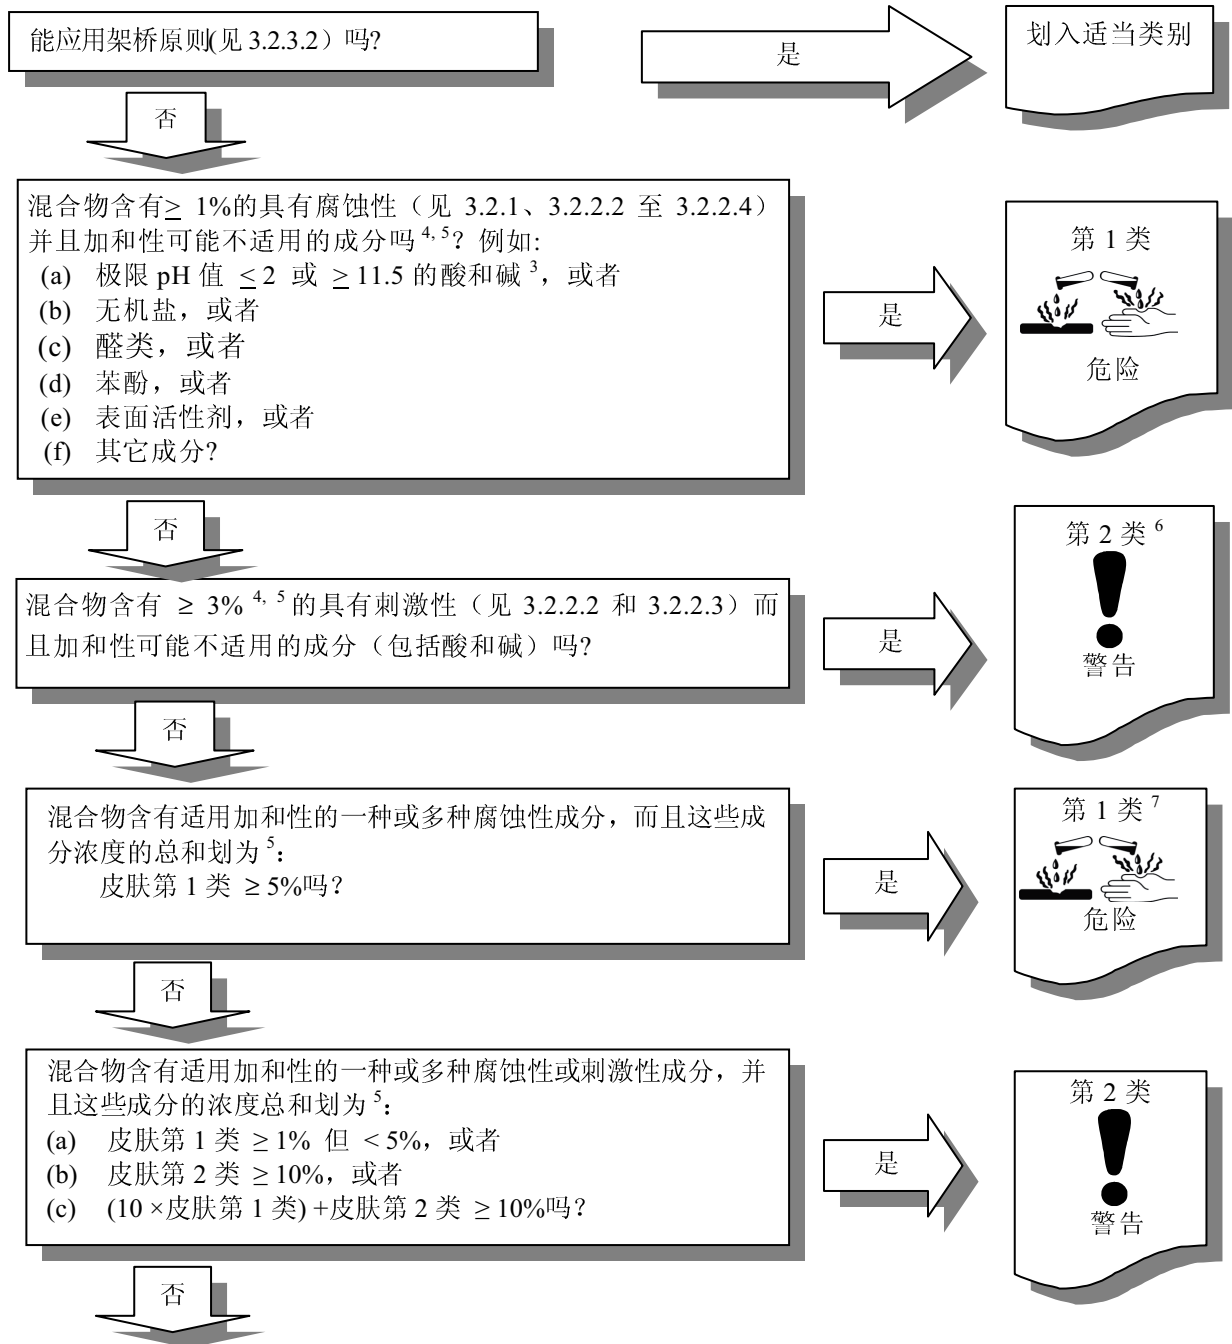 能应用架桥原则(见 3.2.3.2)吗?
是
划入适当类别
否
混合物含有≥ 1%的具有腐蚀性（见 3.2.1、3.2.2.2 至 3.2.2.4）
并且加和性可能不适用的成分吗 4, 5？例如:
(a) 极限 pH 值 ≤ 2 或 ≥ 11.5 的酸和碱 3，或者
(b) 无机盐，或者
(c) 醛类，或者
(d) 苯酚，或者
(e) 表面活性剂，或者
(f) 其它成分?
是
第 1 类
危险
否
混合物含有 ≥ 3% 4, 5 的具有刺激性（见 3.2.2.2 和 3.2.2.3）而
且加和性可能不适用的成分（包括酸和碱）吗?
是
第 2 类 6
警告
否
混合物含有适用加和性的一种或多种腐蚀性成分，而且这些成
分浓度的总和划为 5：
皮肤第 1 类 ≥ 5%吗？
是
第 1 类 7
危险
否
混合物含有适用加和性的一种或多种腐蚀性或刺激性成分，并
且这些成分的浓度总和划为 5：
(a) 皮肤第 1 类 ≥ 1% 但 < 5%，或者
(b) 皮肤第 2 类 ≥ 10%，或者
(c) (10 ×皮肤第 1 类) +皮肤第 2 类 ≥ 10%吗？
是
第 2 类
警告
否